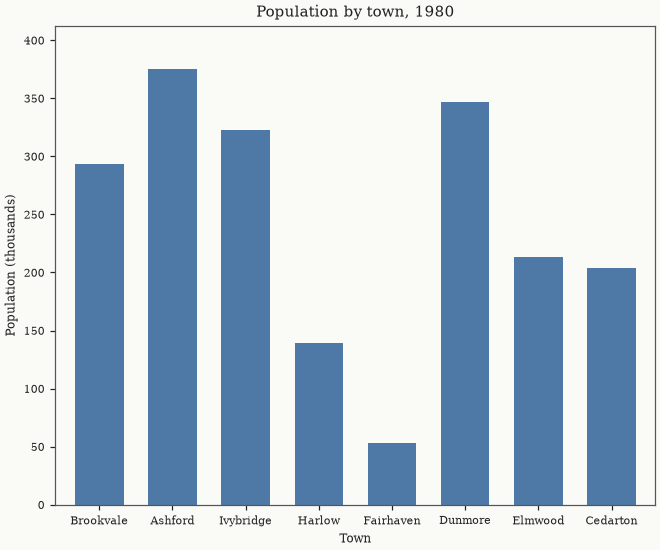 Population by town, 1980
Population (thousands)
400
350
300
250
200
150
100
50
0
Brookvale Ashford Ivybridge Harlow Fairhaven Dunmore Elmwood Cedarton
Town